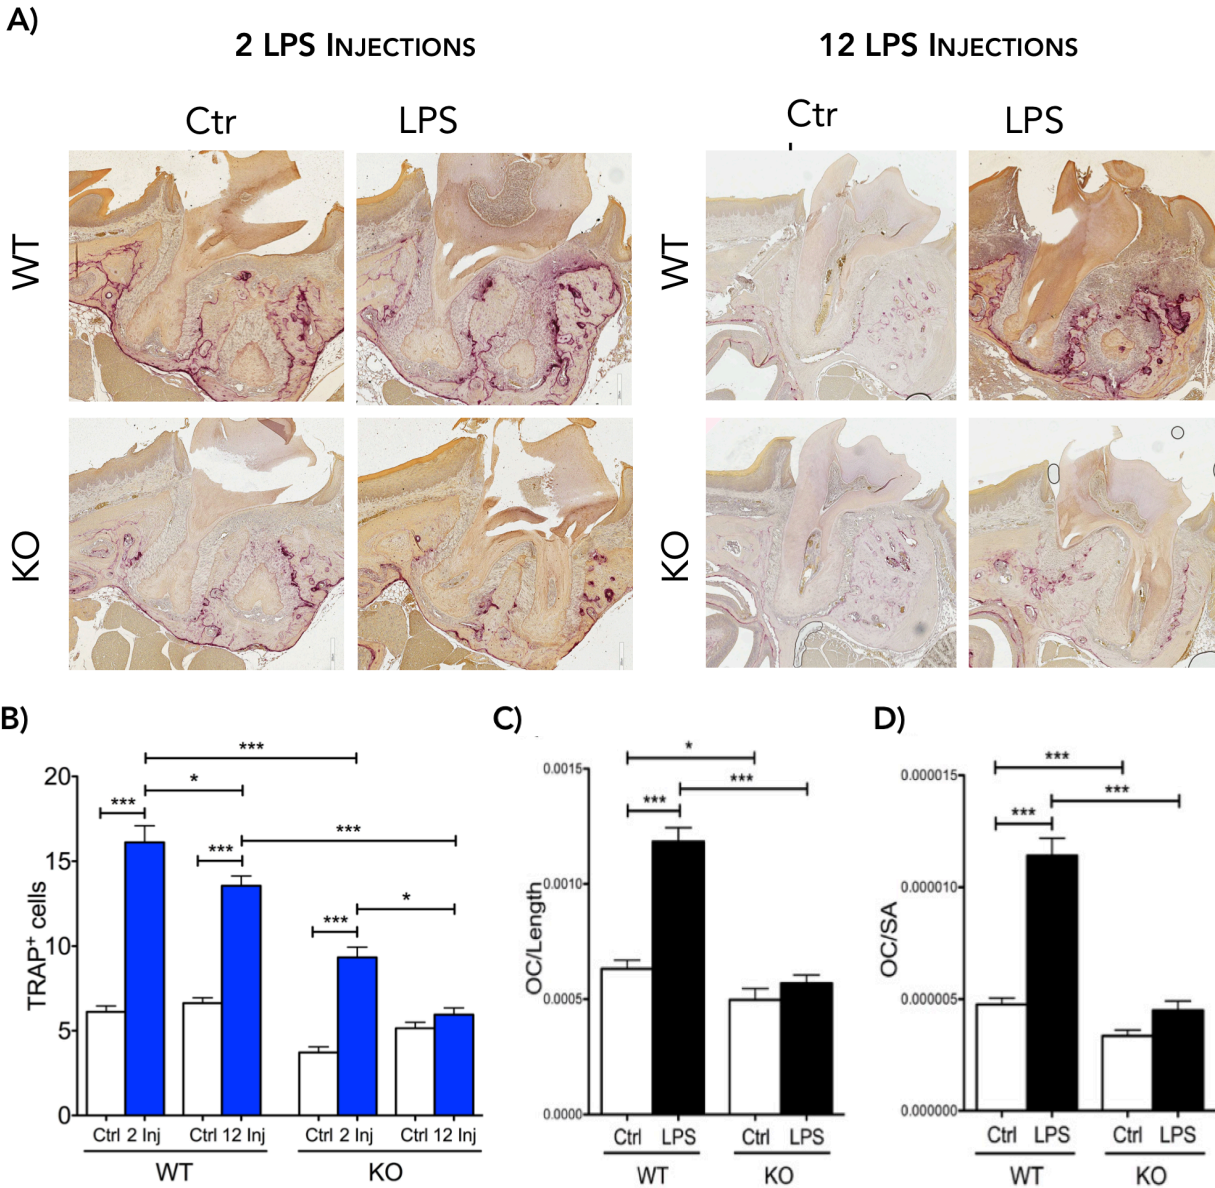 A)
2 LPS INJECTIONS
12 LPS INJECTIONS
Ctr
LPS
Ctr
LPS
WT
WT
KO
KO
B)
C)
D)
***
*
***
***
***
***
*
20
15
10
5
0
TRAP+ cells
Ctrl 2 Inj
Ctrl 12 Inj
Ctrl 2 Inj
Ctrl 12 Inj
WT
KO
*
***
***
0.0015
0.0010
0.0005
0.0000
OC/Length
Ctrl LPS
Ctrl LPS
WT
KO
***
***
***
0.000015
0.000010
0.000005
0.000000
OC/SA
Ctrl LPS
Ctrl LPS
WT
KO